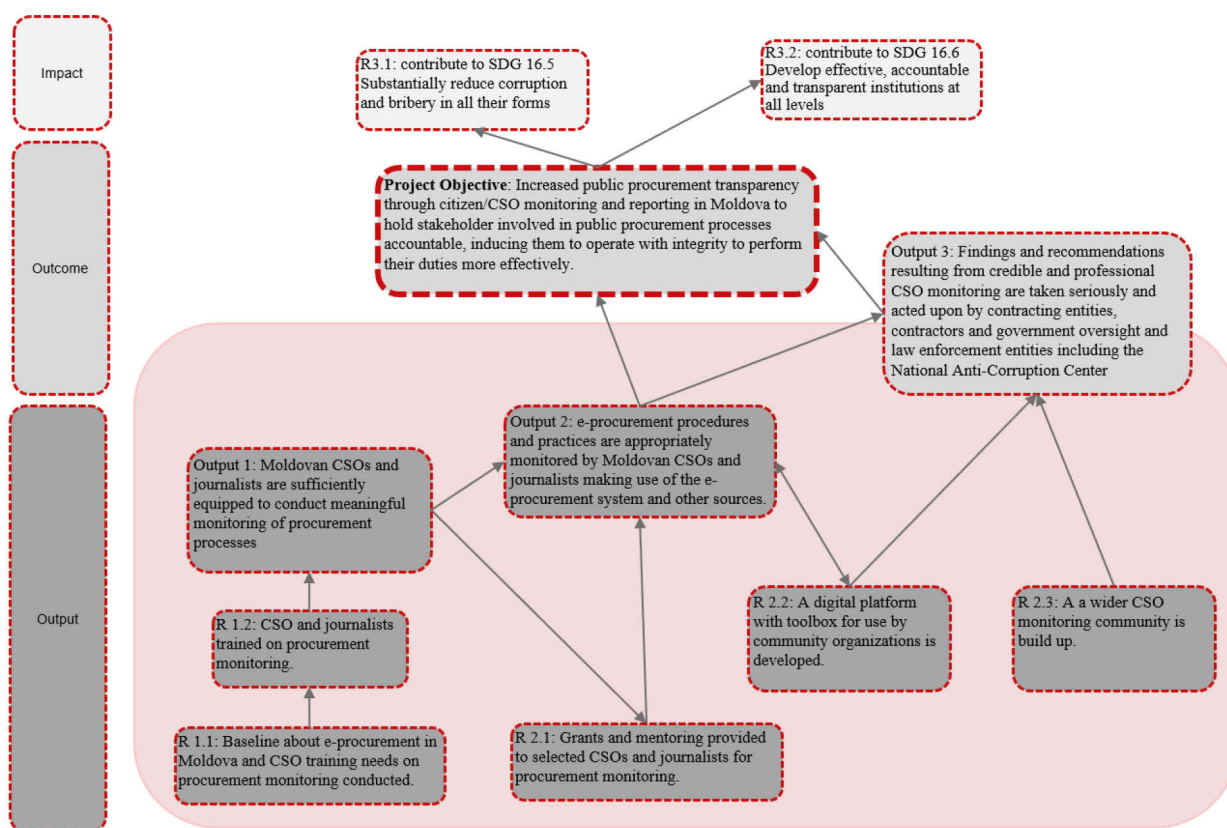 Impact
R3.1: contribute to SDG 16.5
Substantially reduce corruption
and bribery in all their forms
R3.2: contribute to SDG 16.6
Develop effective, accountable
and transparent institutions at
all levels
Outcome
Project Objective: Increased public procurement transparency
through citizen/CSO monitoring and reporting in Moldova to
hold stakeholder involved in public procurement processes
accountable, inducing them to operate with integrity to perform
their duties more effectively.
Output 3: Findings and recommendations
resulting from credible and professional
CSO monitoring are taken seriously and
acted upon by contracting entities,
contractors and government oversight and
law enforcement entities including the
National Anti-Corruption Center
Output
Output 1: Moldovan CSOs and
journalists are sufficiently
equipped to conduct meaningful
monitoring of procurement
processes
Output 2: e-procurement procedures
and practices are appropriately
monitored by Moldovan CSOs and
journalists making use of the e-
procurement system and other sources.
R 1.2: CSO and journalists
trained on procurement
monitoring.
R 2.2: A digital platform
with toolbox for use by
community organizations is
developed.
R 2.3: A a wider CSO
monitoring community is
build up.
R 1.1: Baseline about e-procurement in
Moldova and CSO training needs on
procurement monitoring conducted.
R 2.1: Grants and mentoring provided
to selected CSOs and journalists for
procurement monitoring.